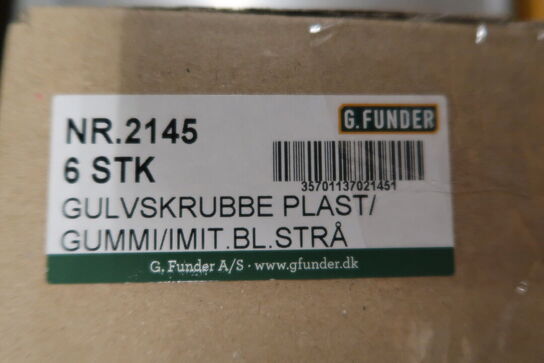 NR.2145
G.FUNDER
6 STK
35701137021451
GULVSKRUBBE PLAST/
GUMMI/IMIT.BL.STRÅ
G. Funder A/S · www.gfunder.dk